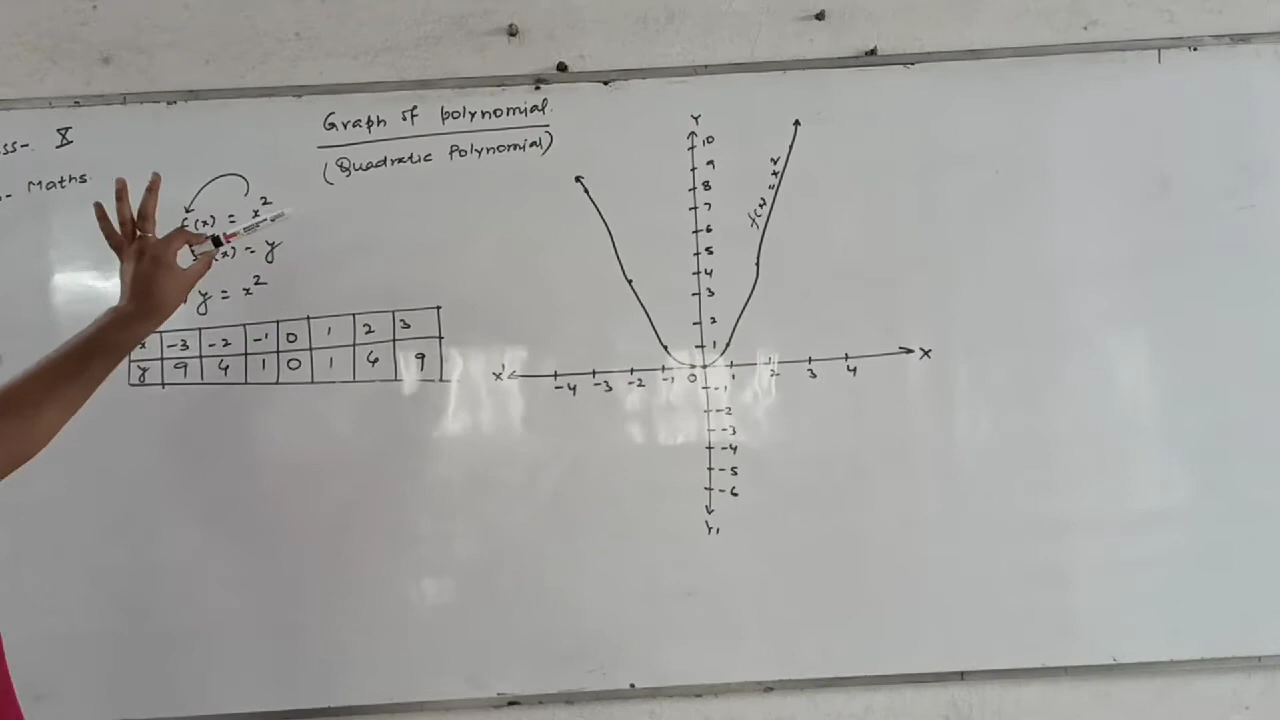 ss-. X
- Maths.
Graph of polynomial.
(Quadratic Polynomial)
f(x) = x²
(x) = y
y = x²
x -3 -2 -1 0 1 2 3
y 9 4 1 0 1 4 9
Y
10
9
8
7
6
5
4
3
2
1
f(x) = x²
X' -4 -3 -2 -1 0 1 2 3 4 X
-1
-2
-3
-4
-5
-6
Y'